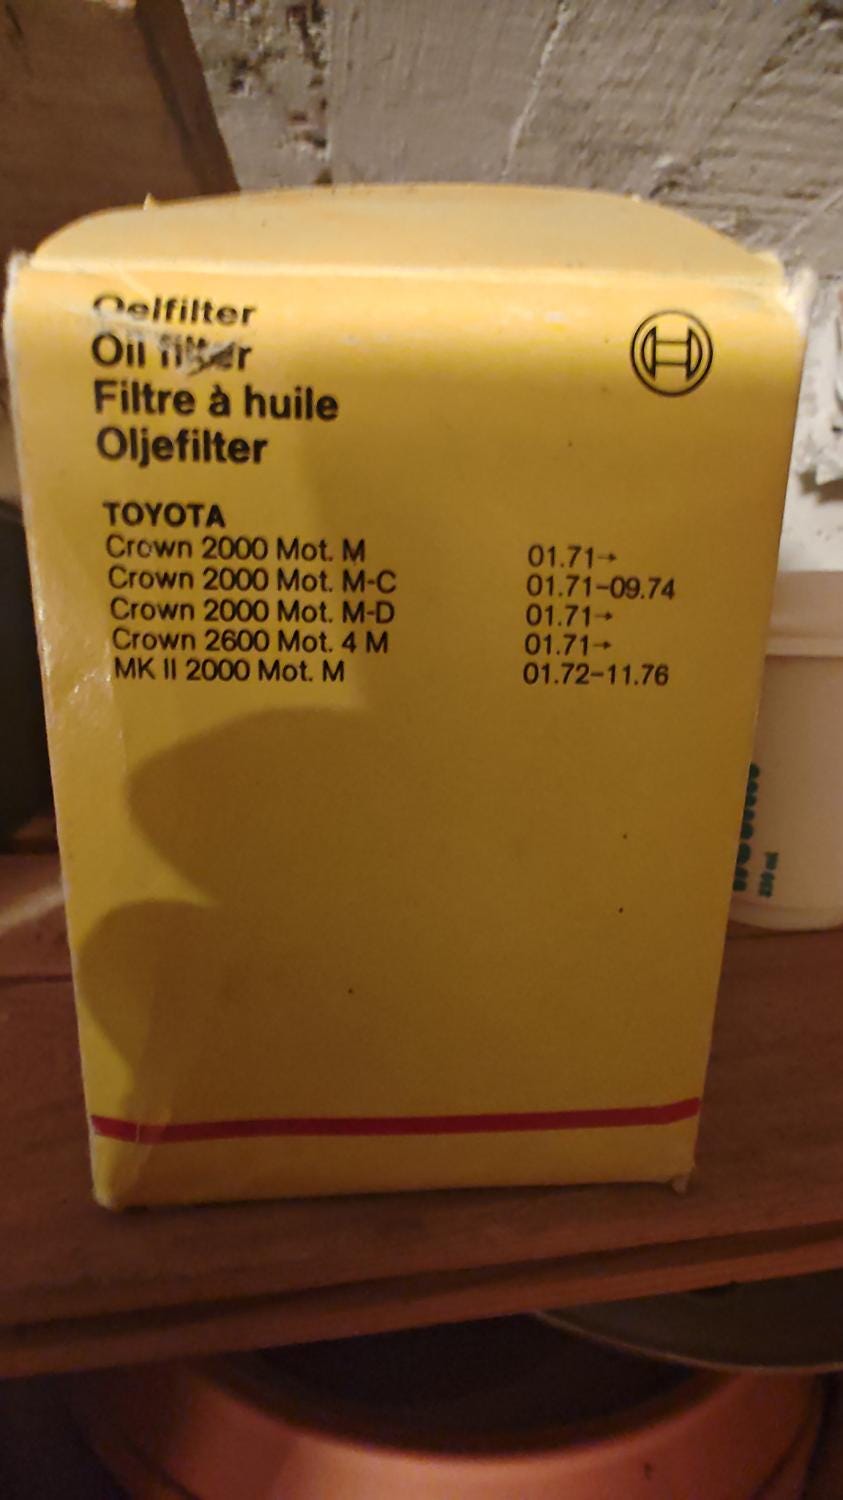 Oelfilter
Oil filter
Filtre à huile
Oljefilter
TOYOTA
Crown 2000 Mot. M 01.71→
Crown 2000 Mot. M-C 01.71-09.74
Crown 2000 Mot. M-D 01.71→
Crown 2600 Mot. 4 M 01.71→
MK II 2000 Mot. M 01.72-11.76